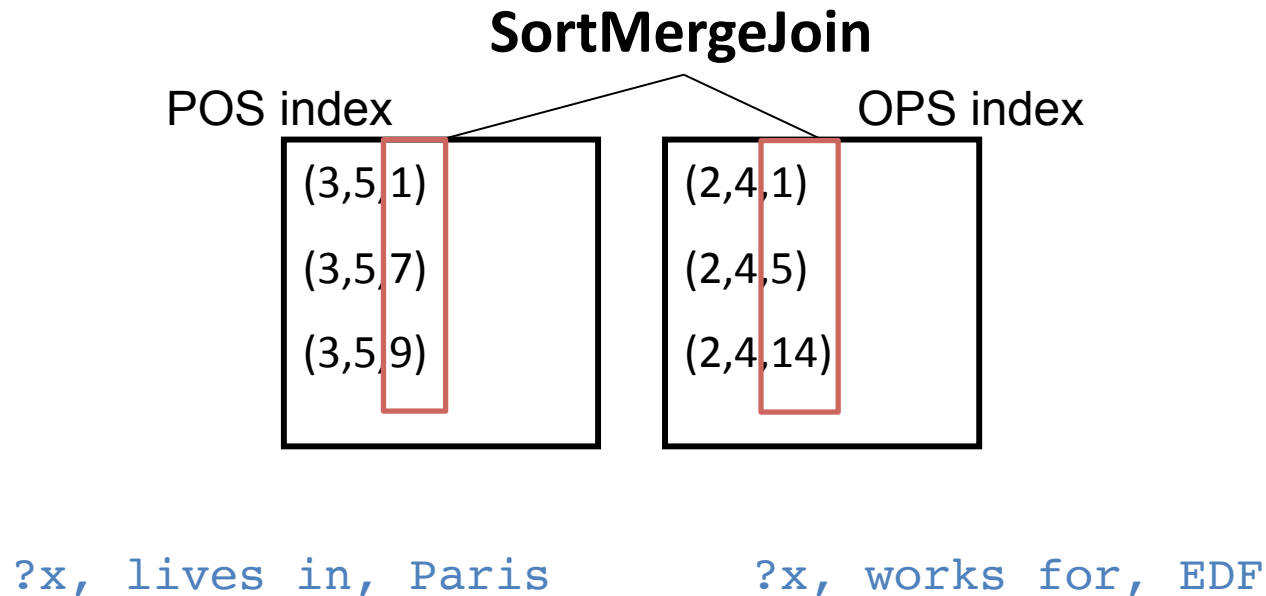 SortMergeJoin
POS index
OPS index
(3,5,1)
(3,5,7)
(3,5,9)
(2,4,1)
(2,4,5)
(2,4,14)
?x, lives in, Paris
?x, works for, EDF